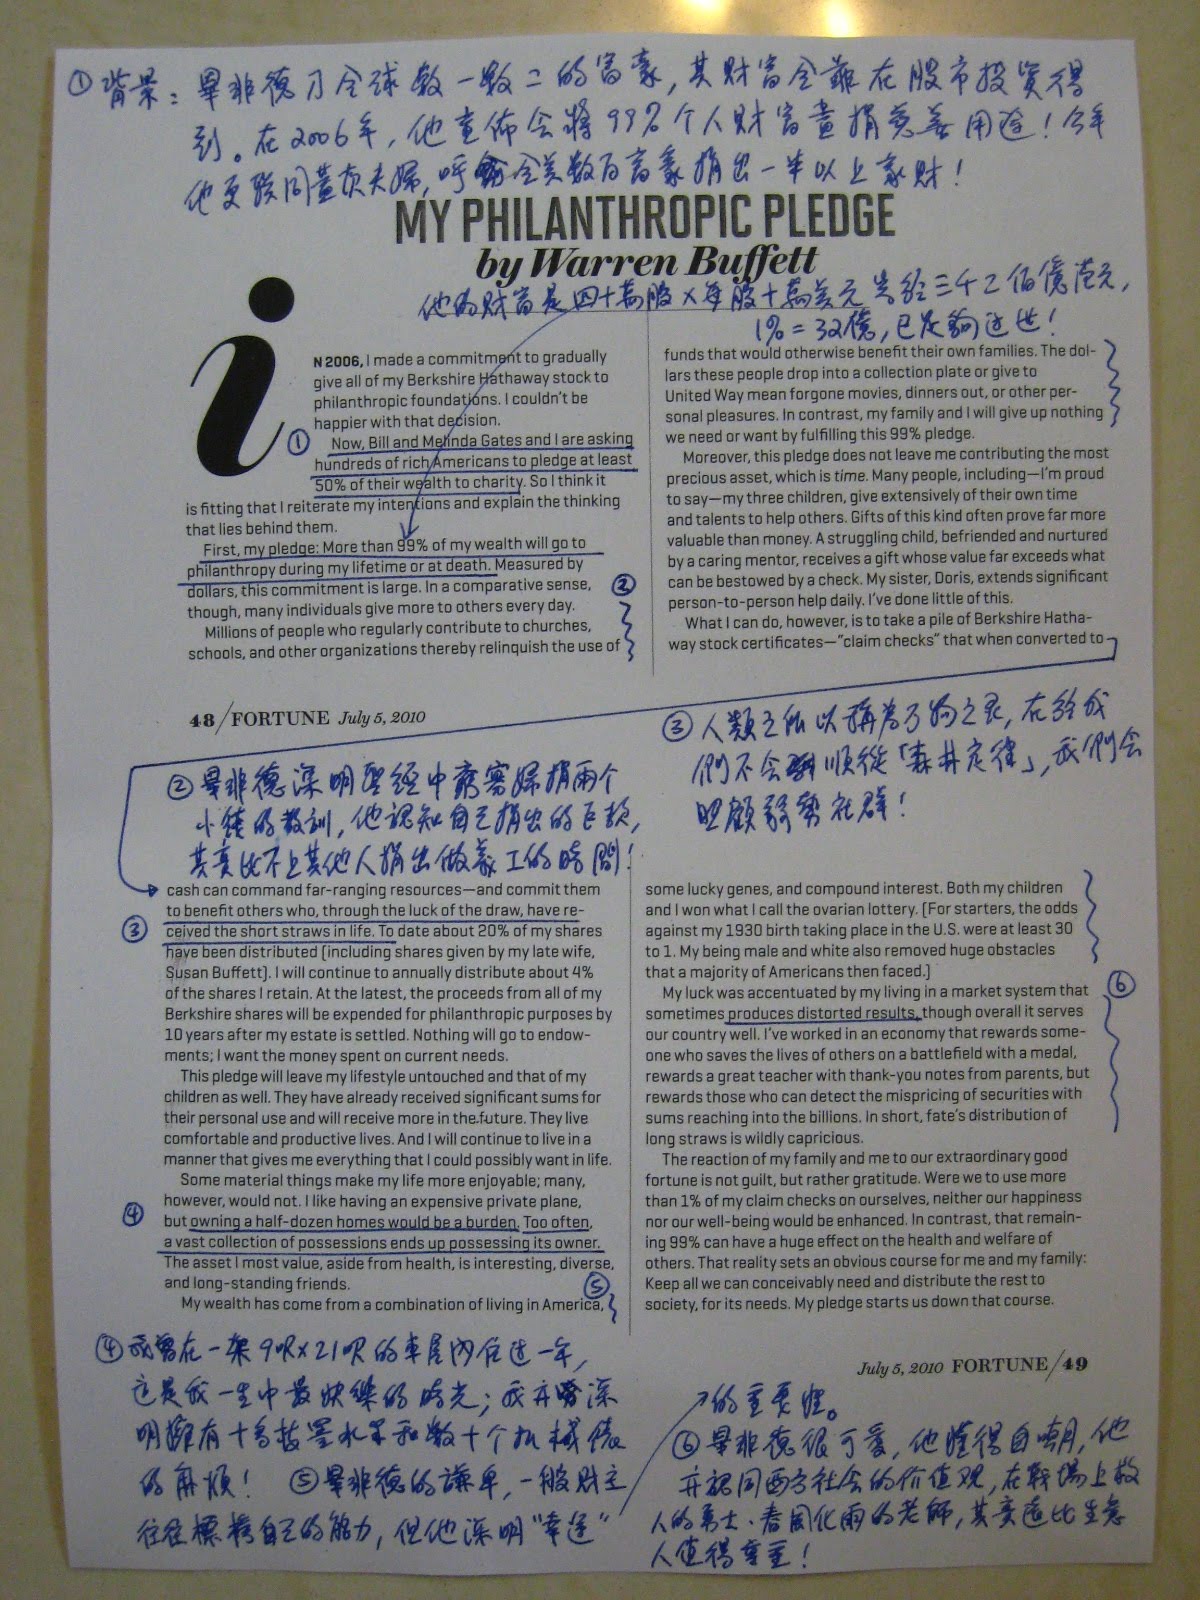 ① 背景：畢非德乃全球數一數二的富豪，其財富全靠在股市投資得
到。在2006年，他宣佈會將99%个人財富盡捐慈善用途！今年
他更聯同蓋茨夫婦，呼籲全美數百富豪捐出一半以上家財！
MY PHILANTHROPIC PLEDGE
by Warren Buffett
他的財富是四十萬股×每股十萬美元 三千二佰億港元，
1% = 32億，已足夠過世！
iN 2006, I made a commitment to gradually
give all of my Berkshire Hathaway stock to
philanthropic foundations. I couldn't be
happier with that decision.
① Now, Bill and Melinda Gates and I are asking
hundreds of rich Americans to pledge at least
50% of their wealth to charity. So I think it
is fitting that I reiterate my intentions and explain the thinking
that lies behind them.
First, my pledge: More than 99% of my wealth will go to
philanthropy during my lifetime or at death. Measured by
dollars, this commitment is large. In a comparative sense, ②
though, many individuals give more to others every day.
Millions of people who regularly contribute to churches,
schools, and other organizations thereby relinquish the use of
funds that would otherwise benefit their own families. The dol-
lars these people drop into a collection plate or give to
United Way mean forgone movies, dinners out, or other per-
sonal pleasures. In contrast, my family and I will give up nothing
we need or want by fulfilling this 99% pledge.
Moreover, this pledge does not leave me contributing the most
precious asset, which is time. Many people, including—I'm proud
to say—my three children, give extensively of their own time
and talents to help others. Gifts of this kind often prove far more
valuable than money. A struggling child, befriended and nurtured
by a caring mentor, receives a gift whose value far exceeds what
can be bestowed by a check. My sister, Doris, extends significant
person-to-person help daily. I've done little of this.
What I can do, however, is to take a pile of Berkshire Hatha-
way stock certificates—"claim checks" that when converted to
48/FORTUNE July 5, 2010
② 畢非德深明聖經中窮寡婦捐兩个
小錢的教訓，他認知自己捐出的巨款，
其實比不上其他人捐出做義工的時間！
③ 人類之所以稱為萬物之灵，在於我
們不會順從「森林定律」，我們會
照顧弱勢社群！
cash can command far-ranging resources—and commit them
to benefit others who, through the luck of the draw, have re-
③ ceived the short straws in life. To date about 20% of my shares
have been distributed [including shares given by my late wife,
Susan Buffett]. I will continue to annually distribute about 4%
of the shares I retain. At the latest, the proceeds from all of my
Berkshire shares will be expended for philanthropic purposes by
10 years after my estate is settled. Nothing will go to endow-
ments; I want the money spent on current needs.
This pledge will leave my lifestyle untouched and that of my
children as well. They have already received significant sums for
their personal use and will receive more in the future. They live
comfortable and productive lives. And I will continue to live in a
manner that gives me everything that I could possibly want in life.
Some material things make my life more enjoyable; many,
however, would not. I like having an expensive private plane,
④ but owning a half-dozen homes would be a burden. Too often,
a vast collection of possessions ends up possessing its owner.
The asset I most value, aside from health, is interesting, diverse,
and long-standing friends. ⑤
My wealth has come from a combination of living in America,
some lucky genes, and compound interest. Both my children
and I won what I call the ovarian lottery. [For starters, the odds
against my 1930 birth taking place in the U.S. were at least 30
to 1. My being male and white also removed huge obstacles
that a majority of Americans then faced.]
My luck was accentuated by my living in a market system that ⑥
sometimes produces distorted results, though overall it serves
our country well. I've worked in an economy that rewards some-
one who saves the lives of others on a battlefield with a medal,
rewards a great teacher with thank-you notes from parents, but
rewards those who can detect the mispricing of securities with
sums reaching into the billions. In short, fate's distribution of
long straws is wildly capricious.
The reaction of my family and me to our extraordinary good
fortune is not guilt, but rather gratitude. Were we to use more
than 1% of my claim checks on ourselves, neither our happiness
nor our well-being would be enhanced. In contrast, that remain-
ing 99% can have a huge effect on the health and welfare of
others. That reality sets an obvious course for me and my family:
Keep all we can conceivably need and distribute the rest to
society, for its needs. My pledge starts us down that course.
July 5, 2010 FORTUNE/49
④ 我曾在一架9呎×21呎的車屋內住过一年，
这是我一生中最快樂的時光；我亦深
明擁有十多枝墨水筆和數十个机械錶
的麻煩！ ⑤ 畢非德的謙卑，一般財主
往往標榜自己的能力，但他深明"幸运"
的重要性。
⑥ 畢非德很可爱，他懂得自嘲，他
亦認同西方社会的价值观，在戰場上救
人的勇士、春風化雨的老師，其實遠比生意
人值得尊重！